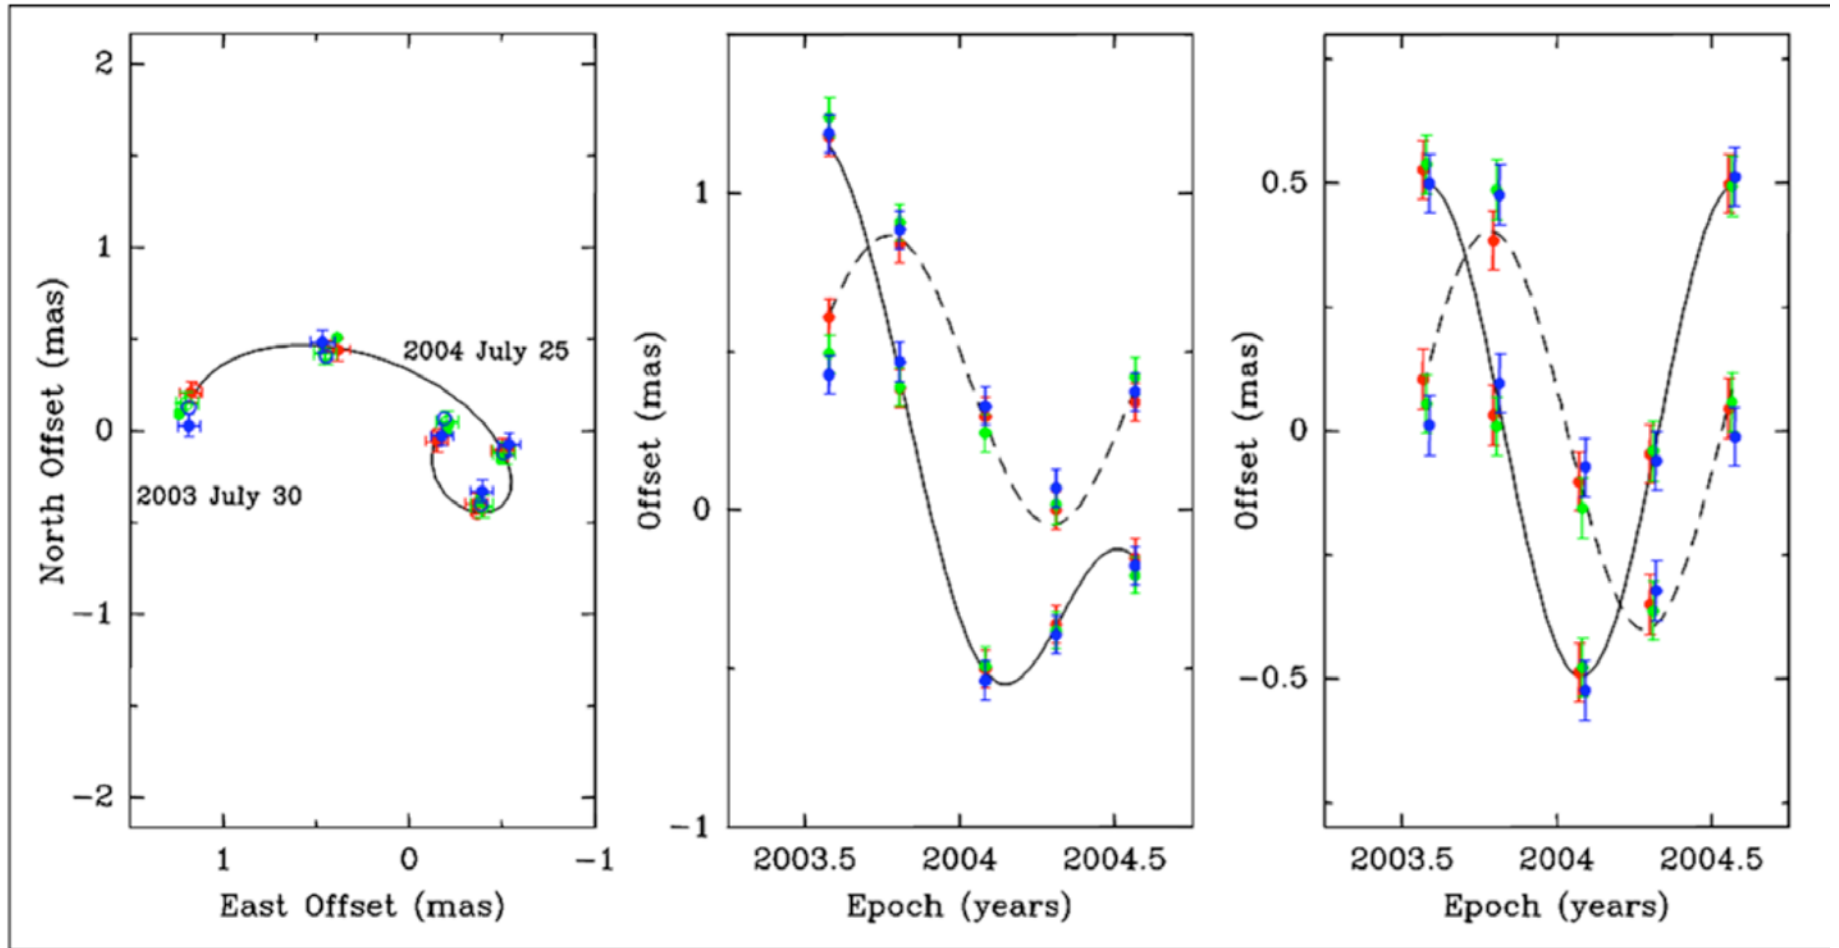 2
1
0
−1
−2
North Offset (mas)
2004 July 25
2003 July 30
1
0
−1
East Offset (mas)
1
0
−1
Offset (mas)
2003.5
2004
2004.5
Epoch (years)
0.5
0
−0.5
Offset (mas)
2003.5
2004
2004.5
Epoch (years)